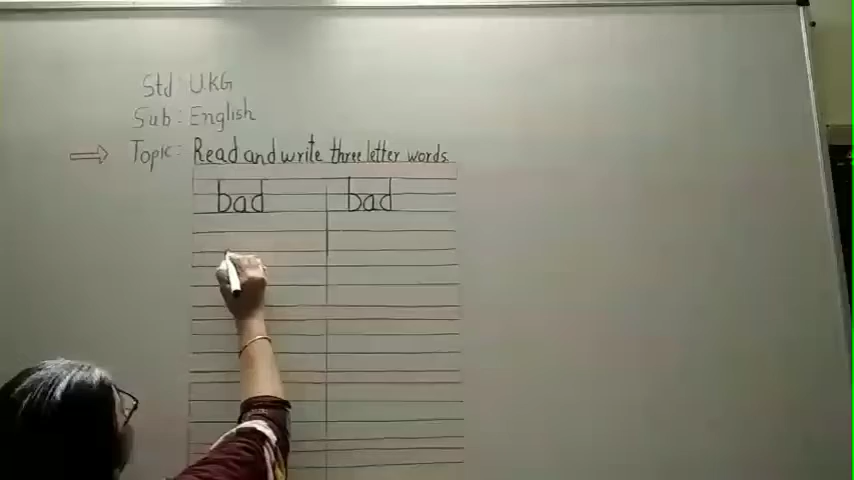 Std : U.KG
Sub : English
Topic : Read and write three letter words.
bad bad